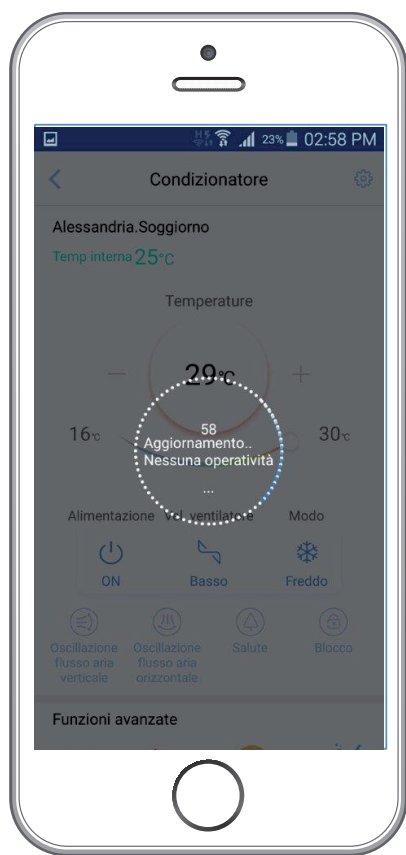 23% 02:58 PM
Condizionatore
Alessandria.Soggiorno
Temp interna 25°C
Temperature
29°C
16°C 30°C
58
Aggiornamento..
Nessuna operatività
...
Alimentazione Vel. ventilatore Modo
ON Basso Freddo
Oscillazione flusso aria verticale
Oscillazione flusso aria orizzontale
Salute
Blocco
Funzioni avanzate